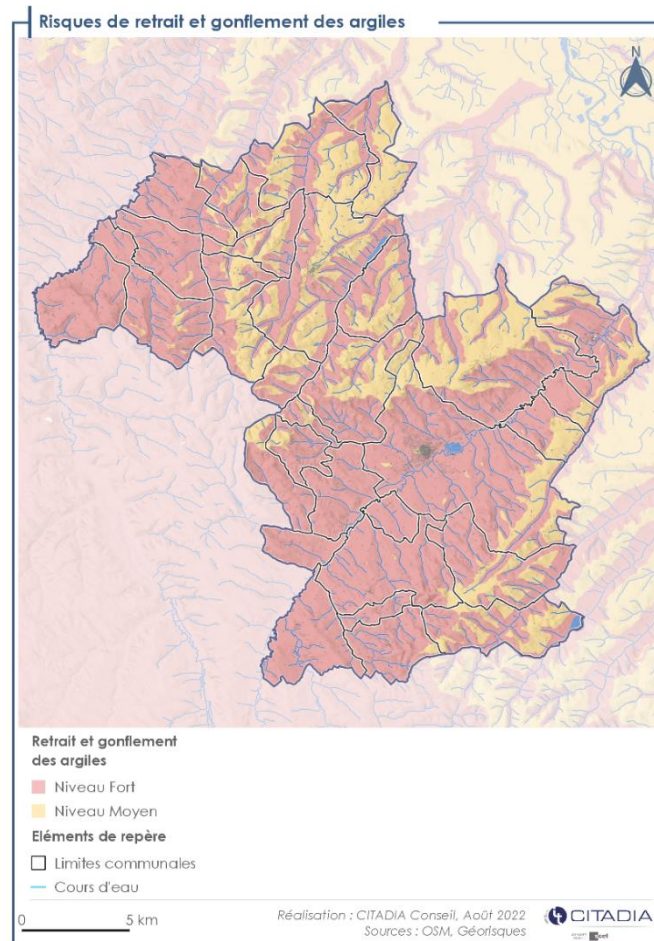 Risques de retrait et gonflement des argiles
N
Retrait et gonflement
des argiles
Niveau Fort
Niveau Moyen
Eléments de repère
Limites communales
Cours d'eau
0 5 km
Réalisation : CITADIA Conseil, Août 2022
Sources : OSM, Géorisques
CITADIA